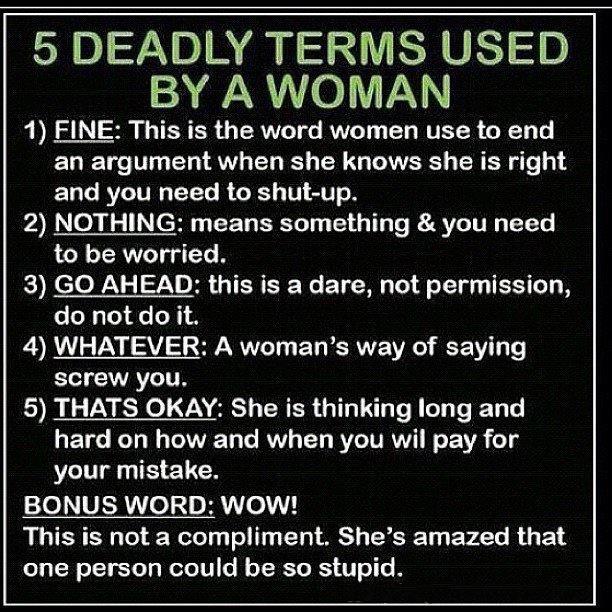 5 DEADLY TERMS USED
BY A WOMAN
1) FINE: This is the word women use to end
an argument when she knows she is right
and you need to shut-up.
2) NOTHING: means something & you need
to be worried.
3) GO AHEAD: this is a dare, not permission,
do not do it.
4) WHATEVER: A woman's way of saying
screw you.
5) THATS OKAY: She is thinking long and
hard on how and when you wil pay for
your mistake.
BONUS WORD: WOW!
This is not a compliment. She's amazed that
one person could be so stupid.